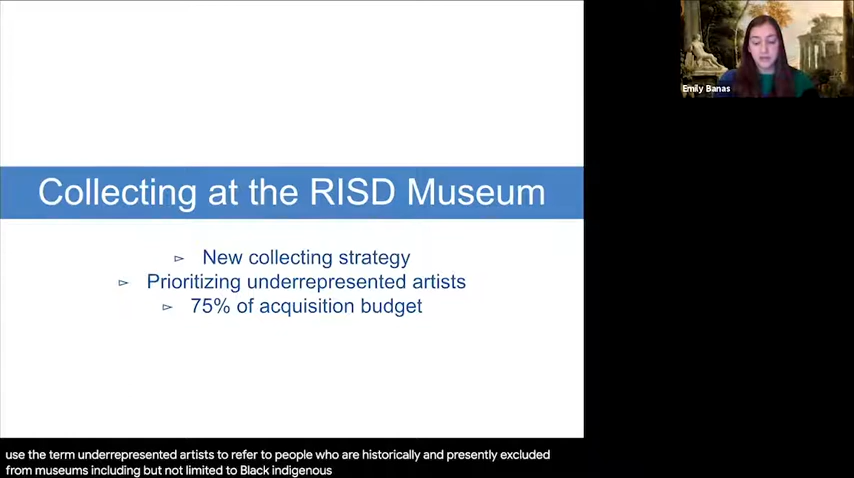 Emily Banas
Collecting at the RISD Museum
▻ New collecting strategy
▻ Prioritizing underrepresented artists
▻ 75% of acquisition budget
use the term underrepresented artists to refer to people who are historically and presently excluded
from museums including but not limited to Black indigenous